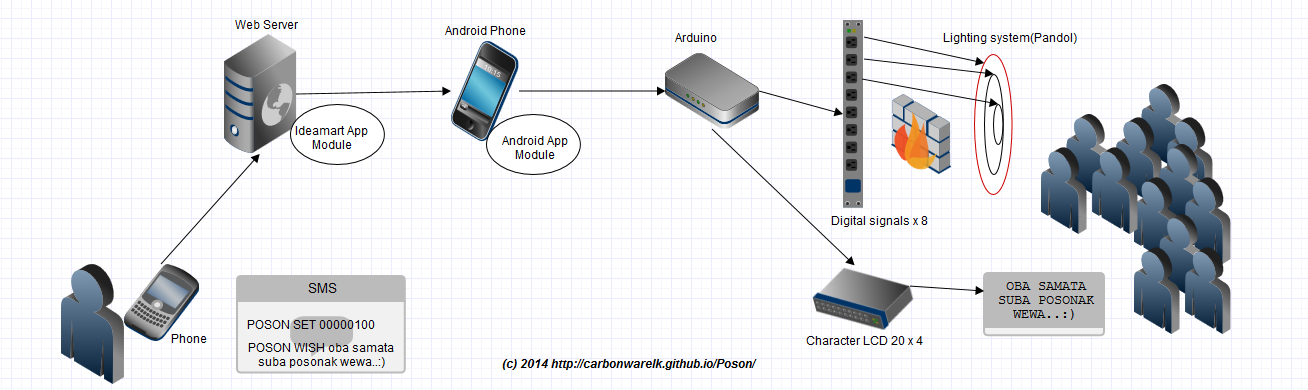 Web Server
Android Phone
Arduino
Lighting system(Pandol)
10.15
Ideamart App
Module
Android App
Module
Digital signals x 8
SMS
POSON SET 00000100
POSON WISH oba samata
suba posonak wewa..:)
Phone
OBA SAMATA
SUBA POSONAK
WEWA..:)
Character LCD 20 x 4
(c) 2014 http://carbonwarelk.github.io/Poson/